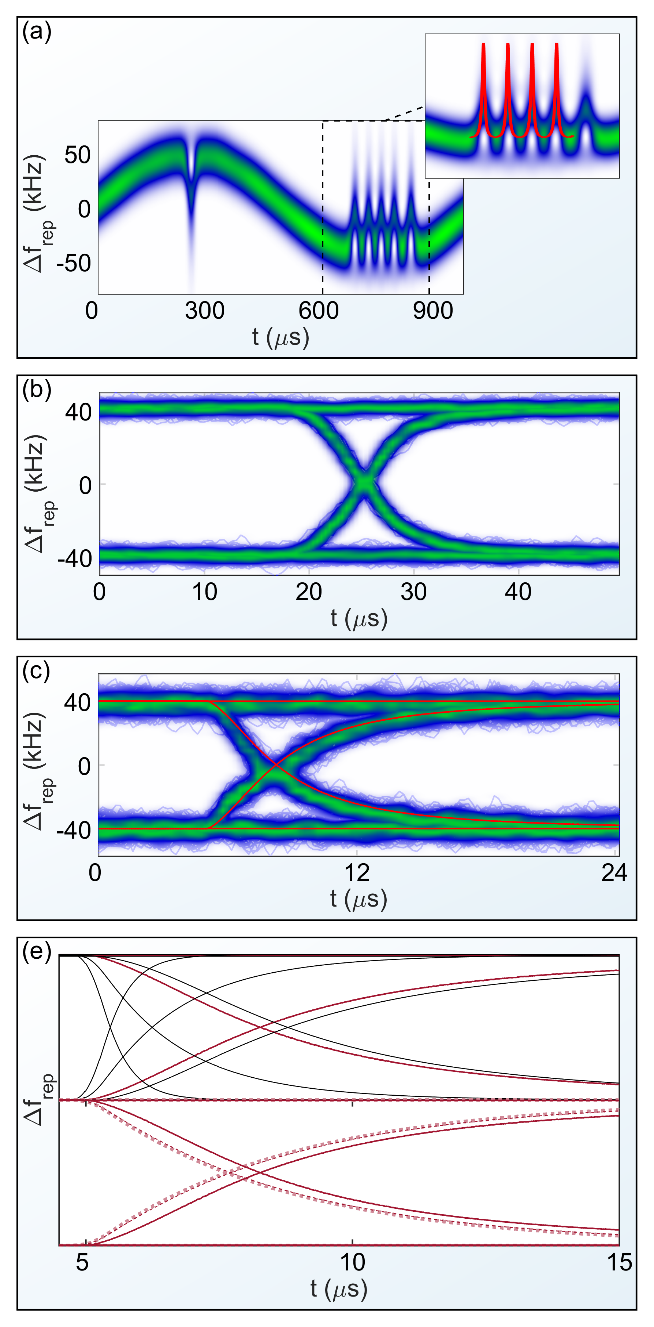 (a)
50
0
-50
Δf_rep (kHz)
0 300 600 900
t (μs)
(b)
40
0
-40
Δf_rep (kHz)
0 10 20 30 40
t (μs)
(c)
40
0
-40
Δf_rep (kHz)
0 12 24
t (μs)
(e)
Δf_rep
5 10 15
t (μs)